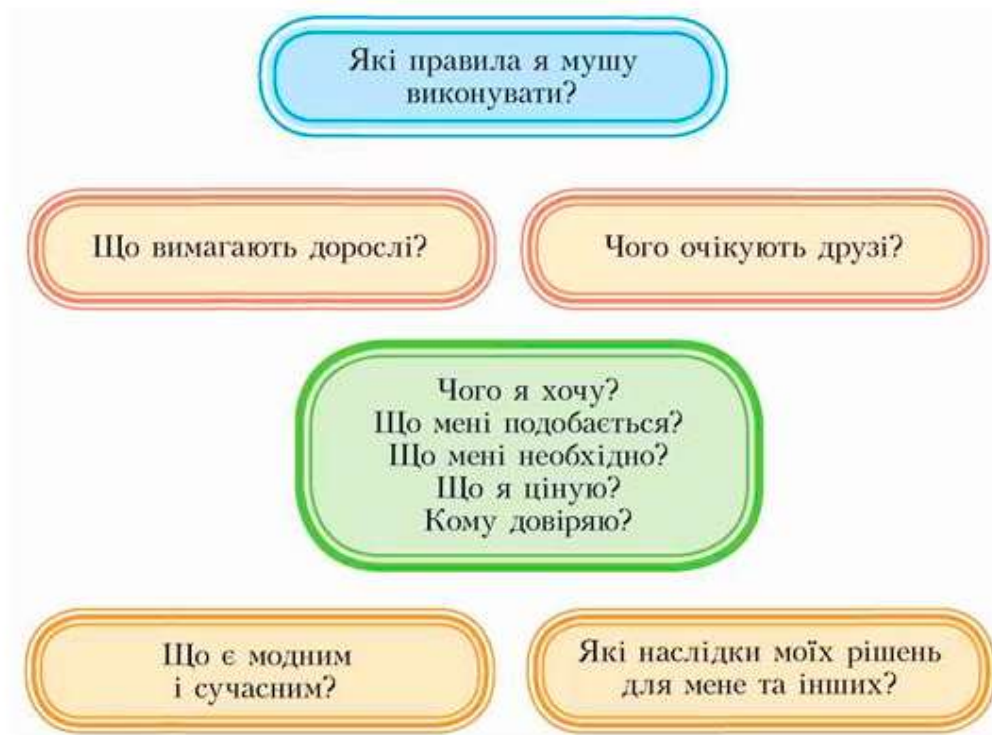 Які правила я мушу
виконувати?
Що вимагають дорослі?
Чого очікують друзі?
Чого я хочу?
Що мені подобається?
Що мені необхідно?
Що я ціную?
Кому довіряю?
Що є модним
і сучасним?
Які наслідки моїх рішень
для мене та інших?